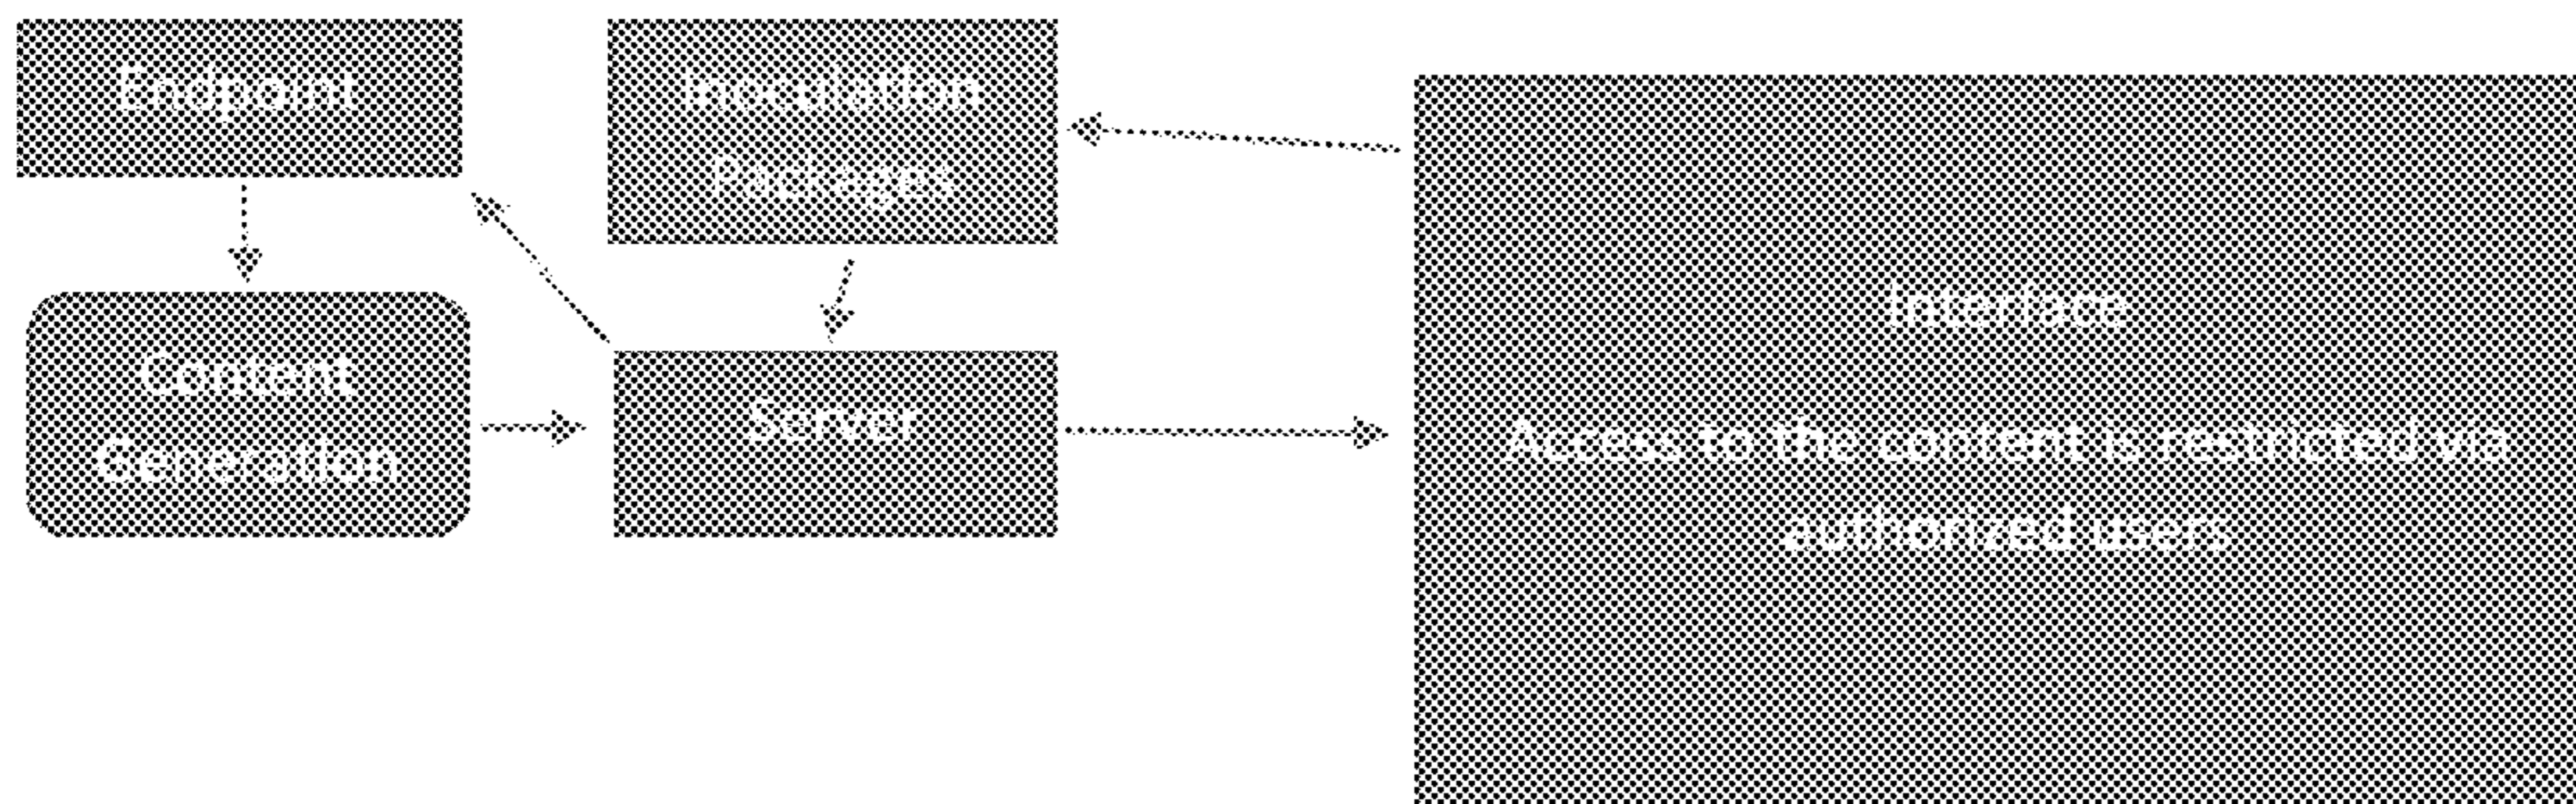 Endpoint
Inoculation
Packages
Content
Generation
Server
Interface
Access to the content is restricted via
authorized users